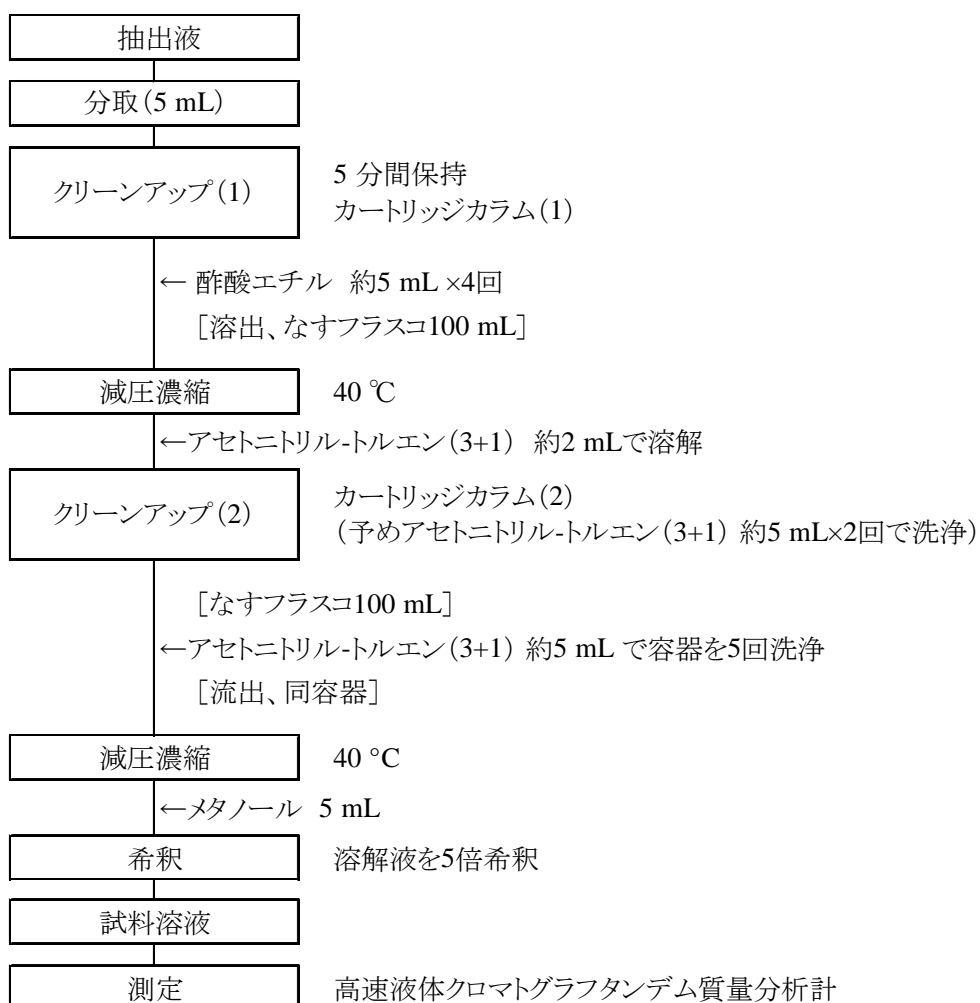 抽出液
分取(5 mL)
クリーンアップ(1)
5 分間保持
カートリッジカラム(1)
← 酢酸エチル 約5 mL ×4回
[溶出、なすフラスコ100 mL]
減圧濃縮
40 ℃
←アセトニトリル-トルエン(3+1) 約2 mLで溶解
クリーンアップ(2)
カートリッジカラム(2)
(予めアセトニトリル-トルエン(3+1) 約5 mL×2回で洗浄)
[なすフラスコ100 mL]
←アセトニトリル-トルエン(3+1) 約5 mL で容器を5回洗浄
[流出、同容器]
減圧濃縮
40 °C
←メタノール 5 mL
希釈
溶解液を5倍希釈
試料溶液
測定
高速液体クロマトグラフタンデム質量分析計